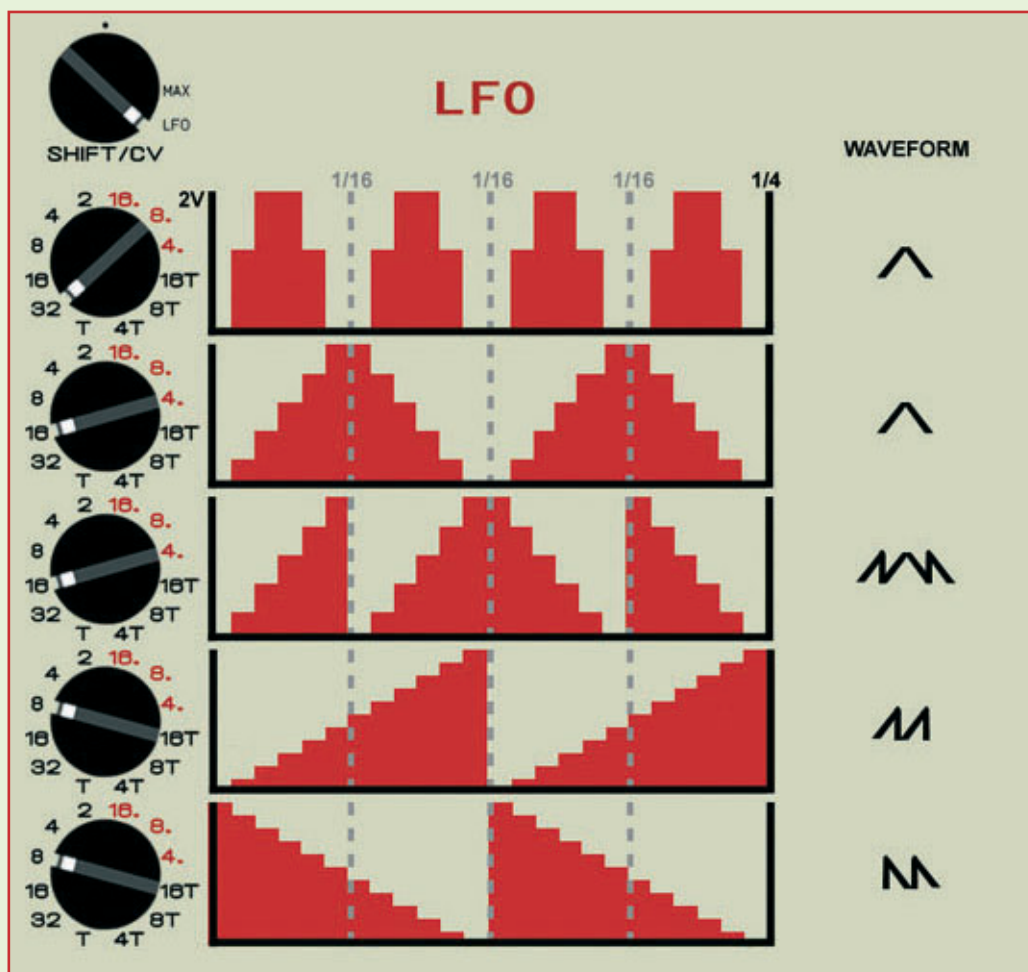 MAX
LFO
SHIFT/CV
LFO
WAVEFORM
1/16 1/16 1/16 1/4
2V
2 16. 8. 4. 16T 8T 4T T 32 16 8 4
2 16. 8. 4. 16T 8T 4T T 32 16 8 4
2 16. 8. 4. 16T 8T 4T T 32 16 8 4
2 16. 8. 4. 16T 8T 4T T 32 16 8 4
2 16. 8. 4. 16T 8T 4T T 32 16 8 4